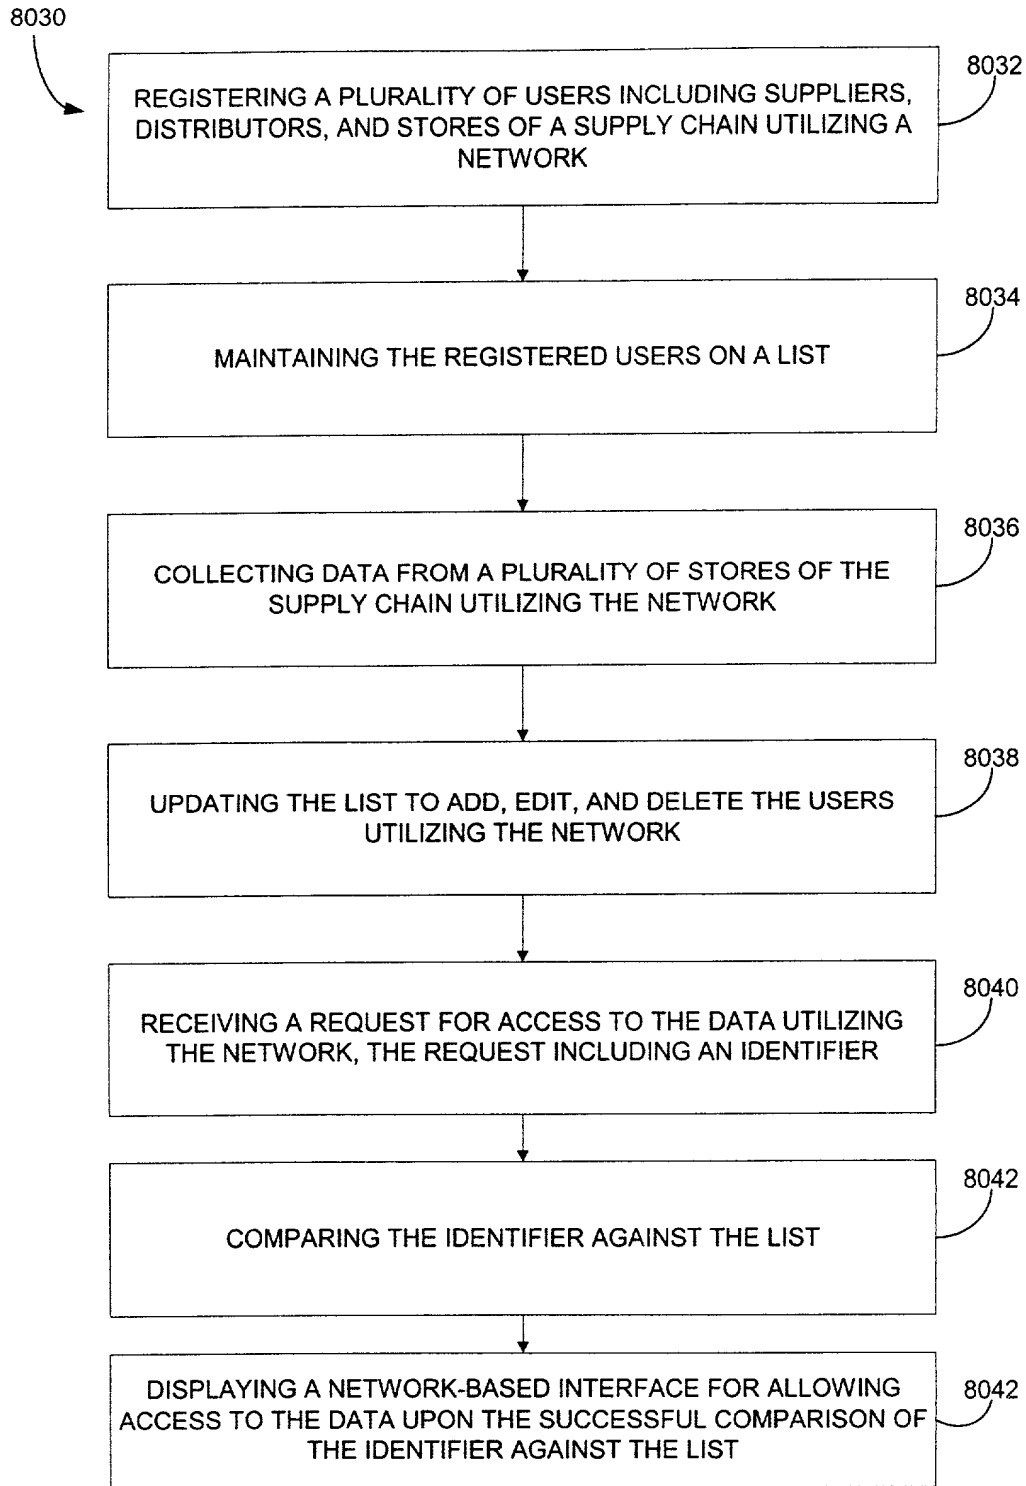 8030
8032
REGISTERING A PLURALITY OF USERS INCLUDING SUPPLIERS,
DISTRIBUTORS, AND STORES OF A SUPPLY CHAIN UTILIZING A
NETWORK
8034
MAINTAINING THE REGISTERED USERS ON A LIST
8036
COLLECTING DATA FROM A PLURALITY OF STORES OF THE
SUPPLY CHAIN UTILIZING THE NETWORK
8038
UPDATING THE LIST TO ADD, EDIT, AND DELETE THE USERS
UTILIZING THE NETWORK
8040
RECEIVING A REQUEST FOR ACCESS TO THE DATA UTILIZING
THE NETWORK, THE REQUEST INCLUDING AN IDENTIFIER
8042
COMPARING THE IDENTIFIER AGAINST THE LIST
8042
DISPLAYING A NETWORK-BASED INTERFACE FOR ALLOWING
ACCESS TO THE DATA UPON THE SUCCESSFUL COMPARISON OF
THE IDENTIFIER AGAINST THE LIST